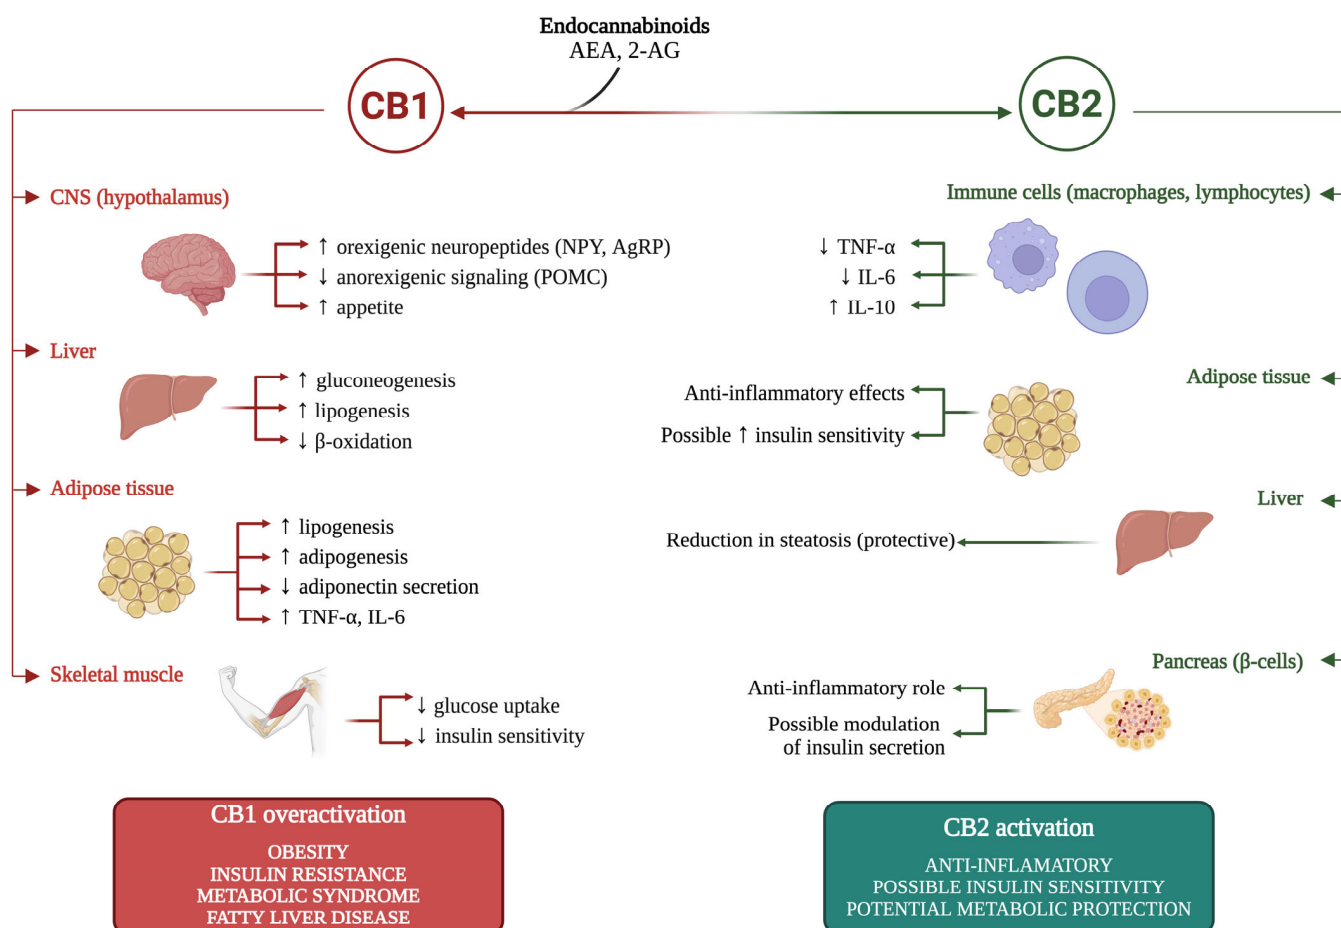 Endocannabinoids
AEA, 2-AG
CB1
CB2
CNS (hypothalamus)
↑ orexigenic neuropeptides (NPY, AgRP)
↓ anorexigenic signaling (POMC)
↑ appetite
Liver
↑ gluconeogenesis
↑ lipogenesis
↓ β-oxidation
Adipose tissue
↑ lipogenesis
↑ adipogenesis
↓ adiponectin secretion
↑ TNF-α, IL-6
Skeletal muscle
↓ glucose uptake
↓ insulin sensitivity
CB1 overactivation
OBESITY
INSULIN RESISTANCE
METABOLIC SYNDROME
FATTY LIVER DISEASE
Immune cells (macrophages, lymphocytes)
↓ TNF-α
↓ IL-6
↑ IL-10
Adipose tissue
Anti-inflammatory effects
Possible ↑ insulin sensitivity
Liver
Reduction in steatosis (protective)
Pancreas (β-cells)
Anti-inflammatory role
Possible modulation
of insulin secretion
CB2 activation
ANTI-INFLAMATORY
POSSIBLE INSULIN SENSITIVITY
POTENTIAL METABOLIC PROTECTION